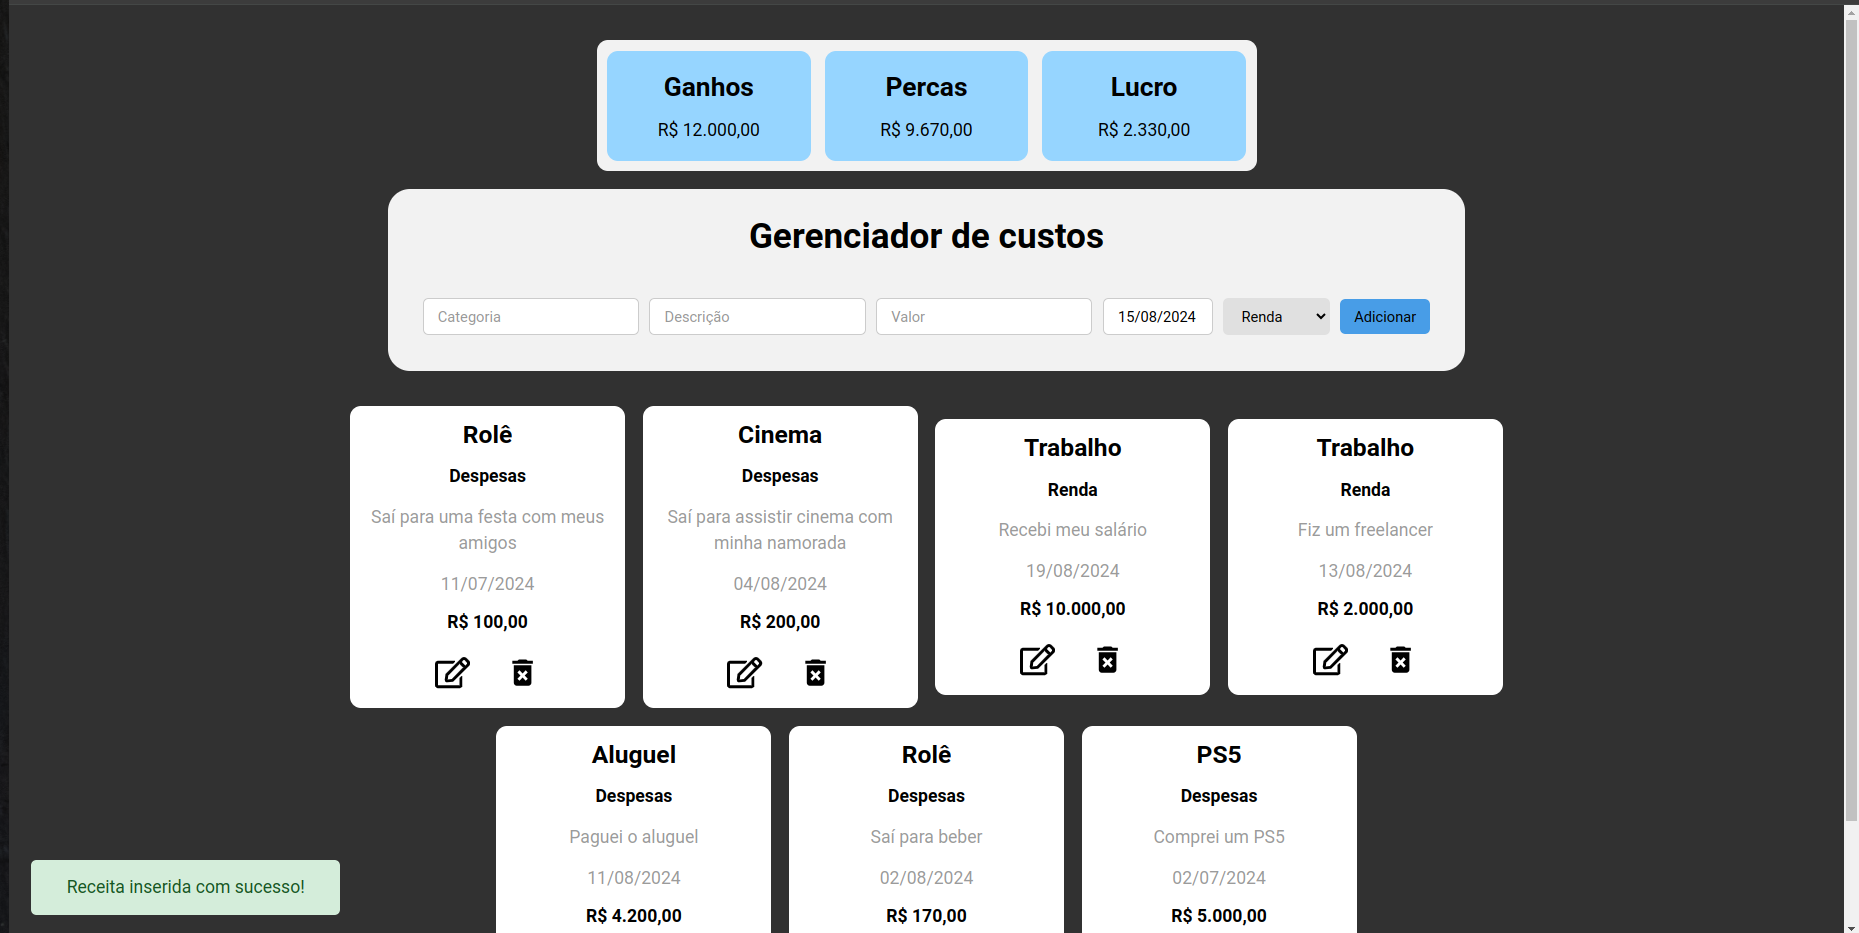 Ganhos
R$ 12.000,00
Percas
R$ 9.670,00
Lucro
R$ 2.330,00
Gerenciador de custos
Categoria
Descrição
Valor
15/08/2024
Renda
Adicionar
Rolê
Despesas
Saí para uma festa com meus
amigos
11/07/2024
R$ 100,00
Cinema
Despesas
Saí para assistir cinema com
minha namorada
04/08/2024
R$ 200,00
Trabalho
Renda
Recebi meu salário
19/08/2024
R$ 10.000,00
Trabalho
Renda
Fiz um freelancer
13/08/2024
R$ 2.000,00
Aluguel
Despesas
Paguei o aluguel
11/08/2024
R$ 4.200,00
Rolê
Despesas
Saí para beber
02/08/2024
R$ 170,00
PS5
Despesas
Comprei um PS5
02/07/2024
R$ 5.000,00
Receita inserida com sucesso!